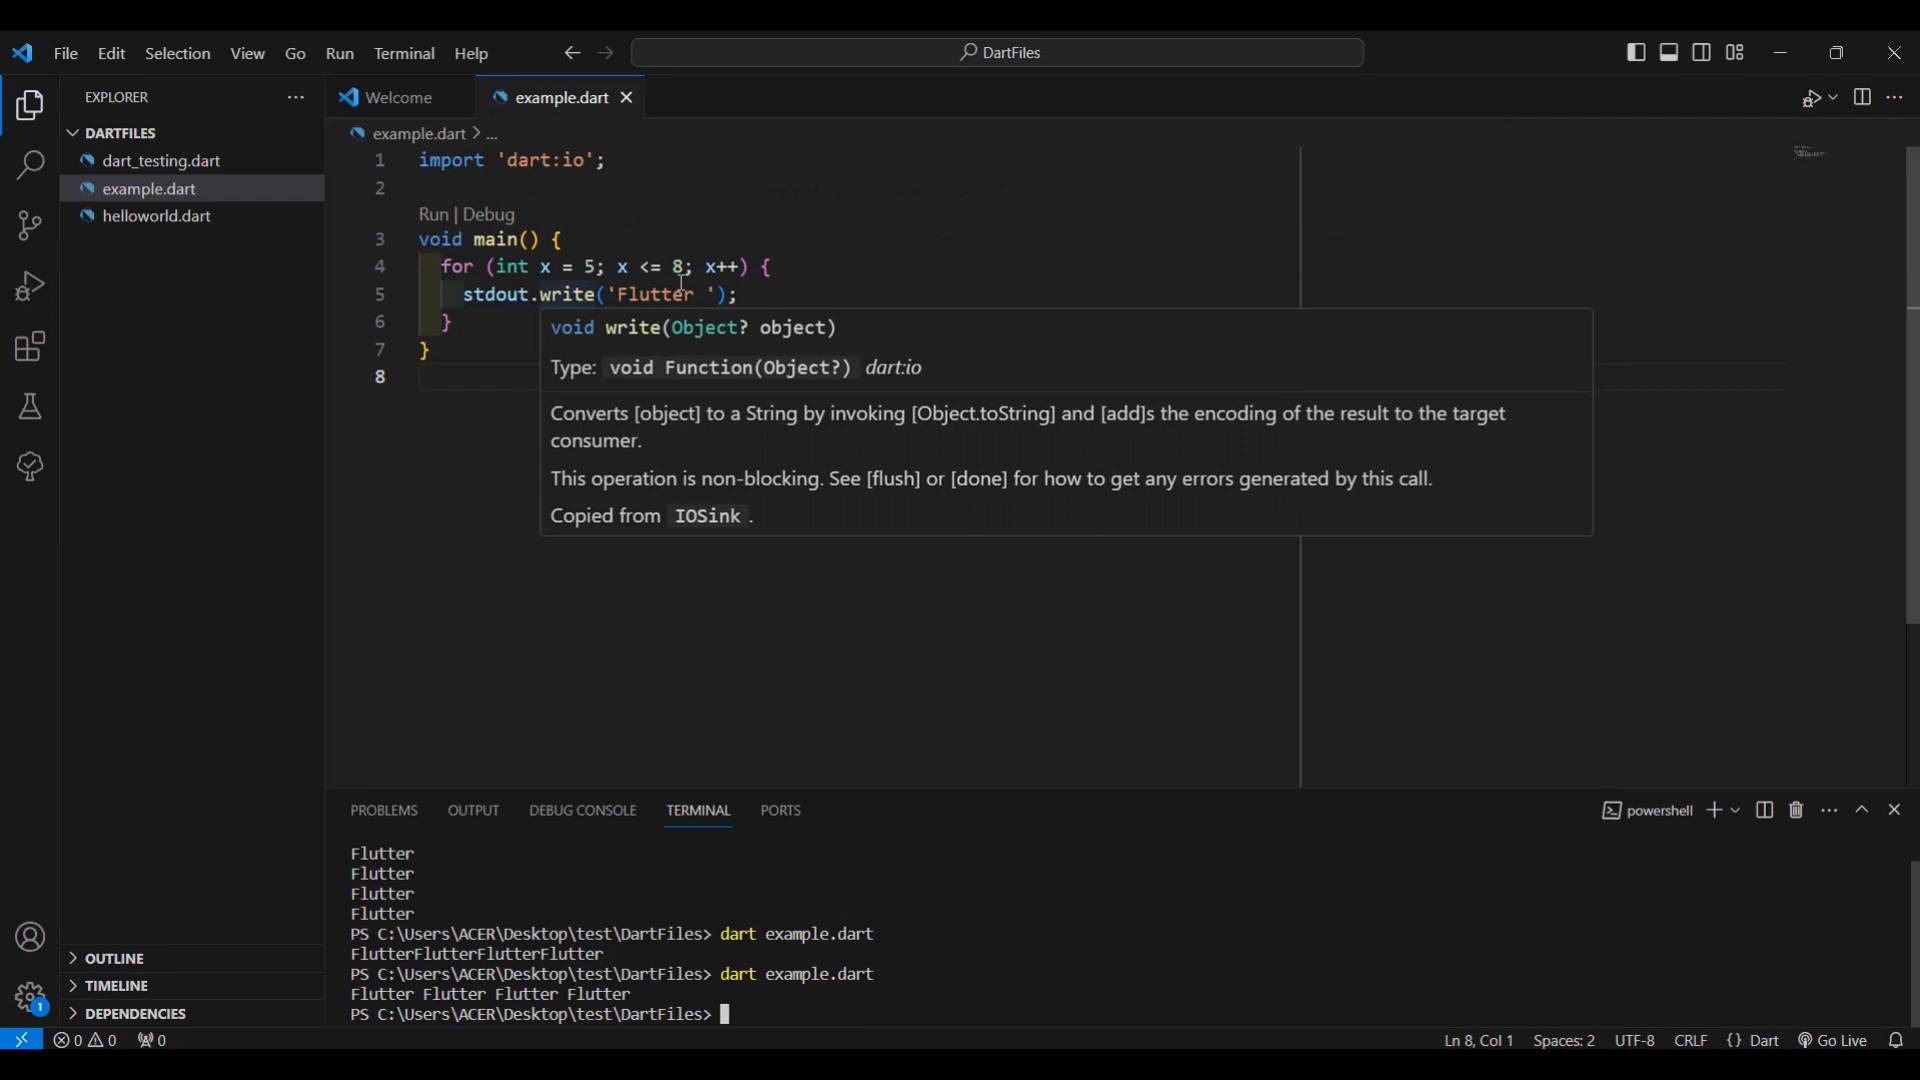 File Edit Selection View Go Run Terminal Help DartFiles
EXPLORER
DARTFILES
dart_testing.dart
example.dart
helloworld.dart
OUTLINE
TIMELINE
DEPENDENCIES
Welcome example.dart
example.dart > ...
1 import 'dart:io';
2
Run | Debug
3 void main() {
4 for (int x = 5; x <= 8; x++) {
5 stdout.write('Flutter ');
6 }
7 }
8
void write(Object? object)
Type: void Function(Object?) dart:io
Converts [object] to a String by invoking [Object.toString] and [add]s the encoding of the result to the target
consumer.
This operation is non-blocking. See [flush] or [done] for how to get any errors generated by this call.
Copied from IOSink.
PROBLEMS OUTPUT DEBUG CONSOLE TERMINAL PORTS powershell
Flutter
Flutter
Flutter
Flutter
PS C:\Users\ACER\Desktop\test\DartFiles> dart example.dart
FlutterFlutterFlutterFlutter
PS C:\Users\ACER\Desktop\test\DartFiles> dart example.dart
Flutter Flutter Flutter Flutter
PS C:\Users\ACER\Desktop\test\DartFiles>
1
0 0 0 Ln 8, Col 1 Spaces: 2 UTF-8 CRLF {} Dart Go Live